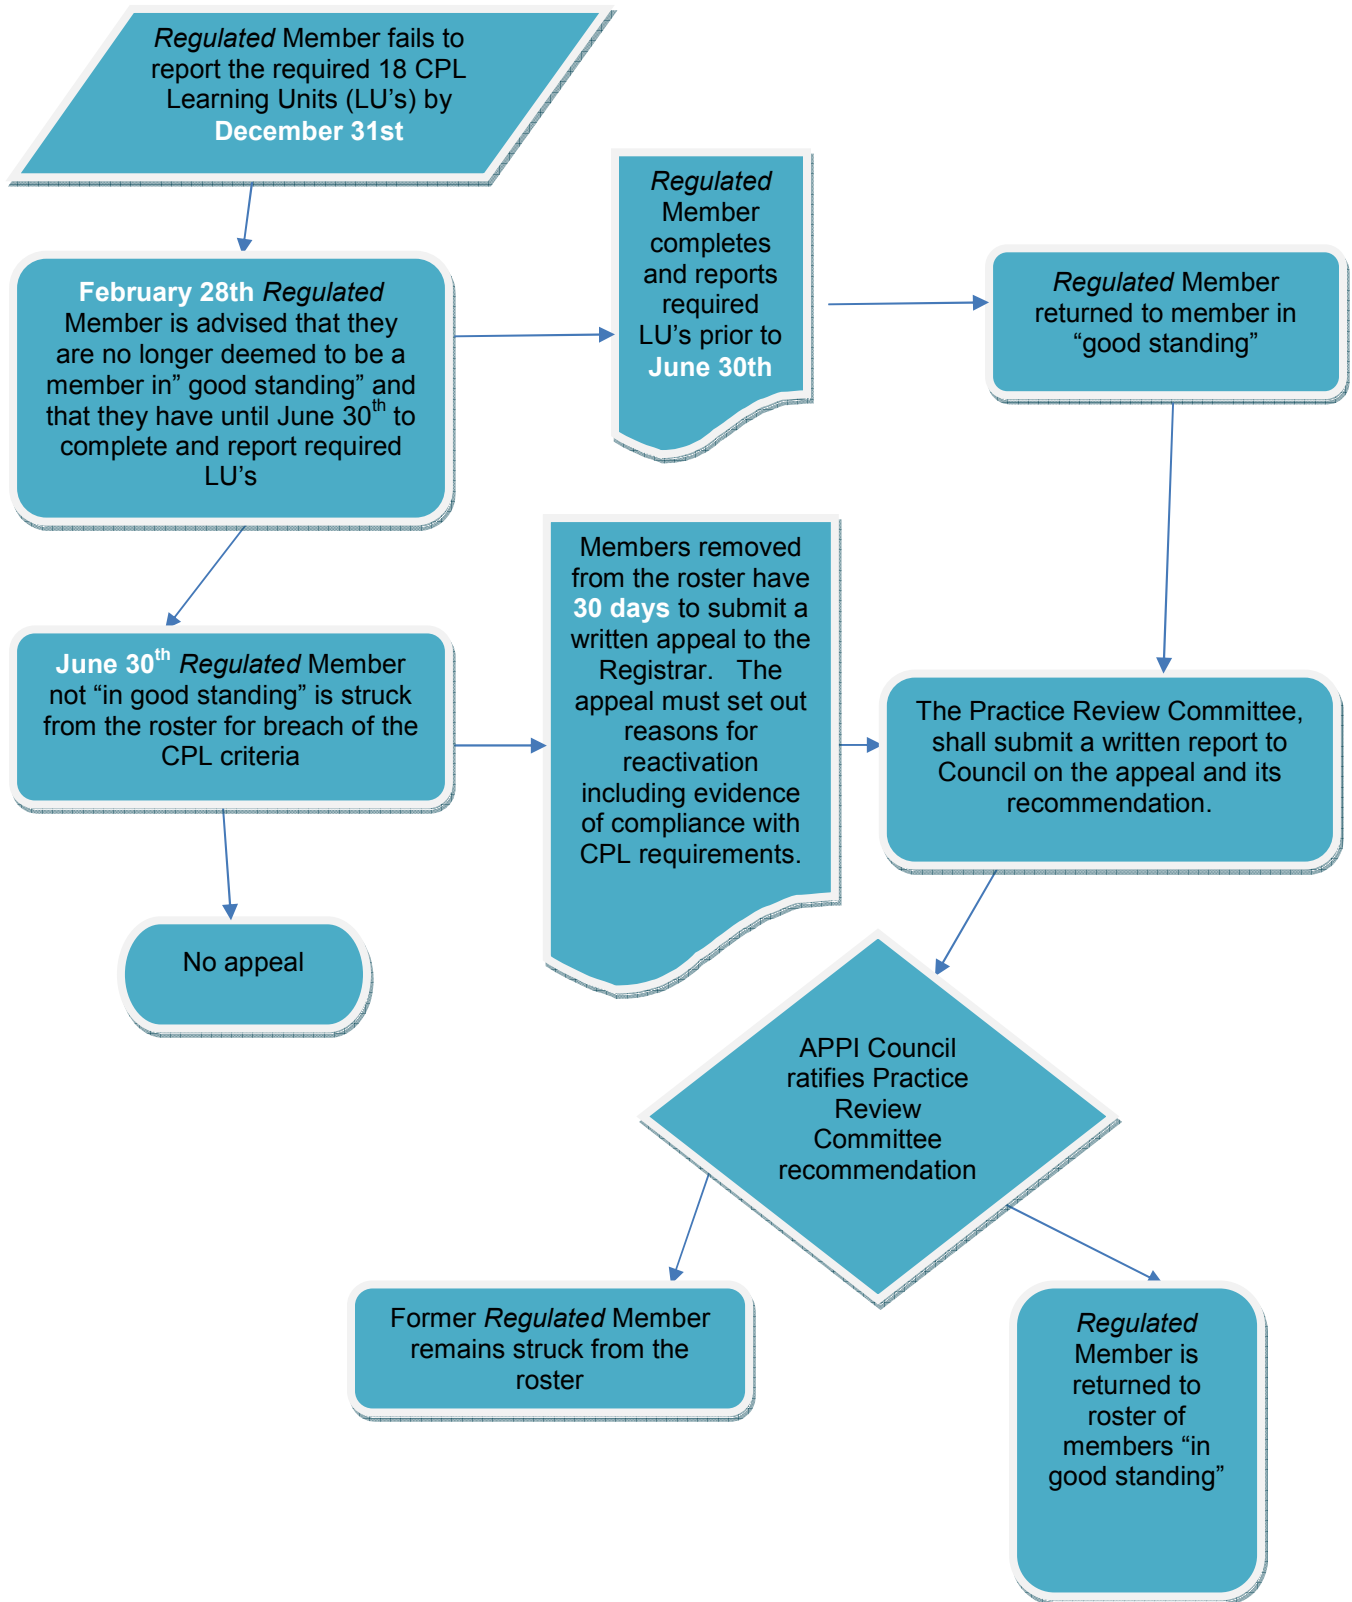 Regulated Member fails to
report the required 18 CPL
Learning Units (LU’s) by
December 31st
Regulated
Member
completes
and reports
required
LU’s prior to
June 30th
Regulated Member
returned to member in
“good standing”
February 28th Regulated
Member is advised that they
are no longer deemed to be a
member in” good standing” and
that they have until June 30th to
complete and report required
LU’s
Members removed
from the roster have
30 days to submit a
written appeal to the
Registrar. The
appeal must set out
reasons for
reactivation
including evidence
of compliance with
CPL requirements.
June 30th Regulated Member
not “in good standing” is struck
from the roster for breach of the
CPL criteria
The Practice Review Committee,
shall submit a written report to
Council on the appeal and its
recommendation.
No appeal
APPI Council
ratifies Practice
Review
Committee
recommendation
Former Regulated Member
remains struck from the
roster
Regulated
Member is
returned to
roster of
members “in
good standing”